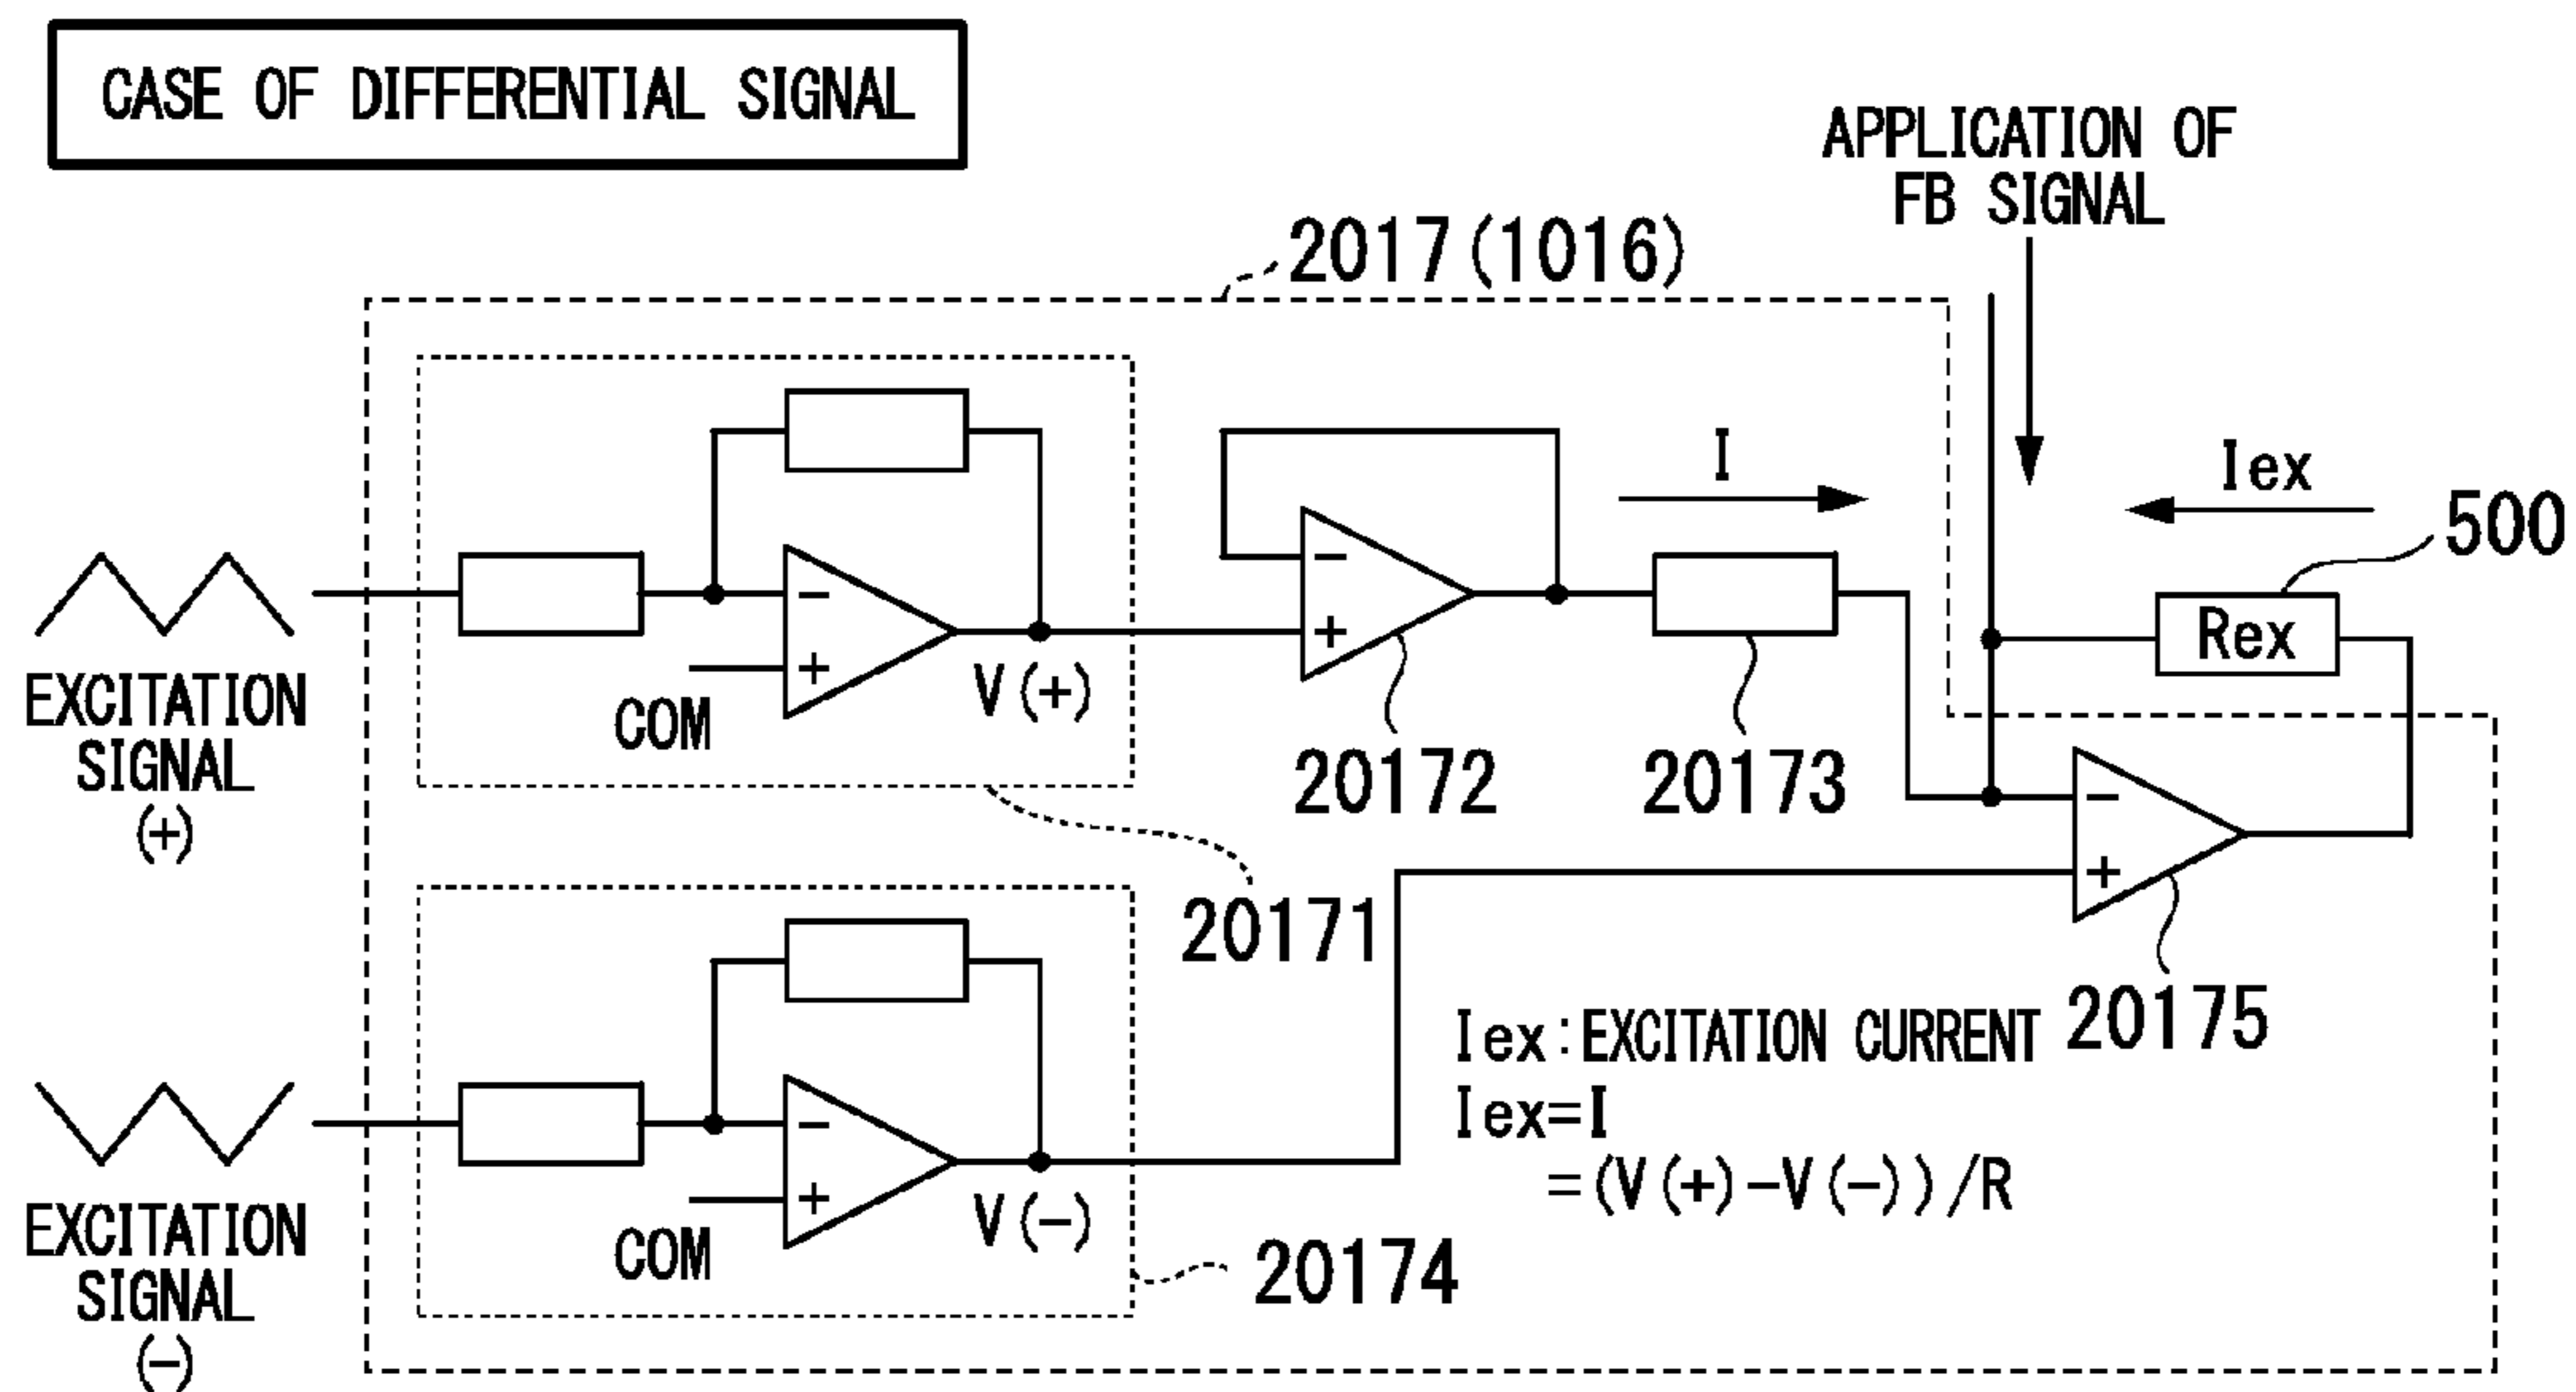 CASE OF DIFFERENTIAL SIGNAL
APPLICATION OF
FB SIGNAL
2017(1016)
I
Iex
500
Rex
EXCITATION
SIGNAL
(+)
-
+
COM
V(+)
-
+
20172
20173
-
+
20171
20175
EXCITATION
SIGNAL
(-)
-
+
COM
V(-)
20174
Iex:EXCITATION CURRENT
Iex=I
=(V(+)-V(-))/R